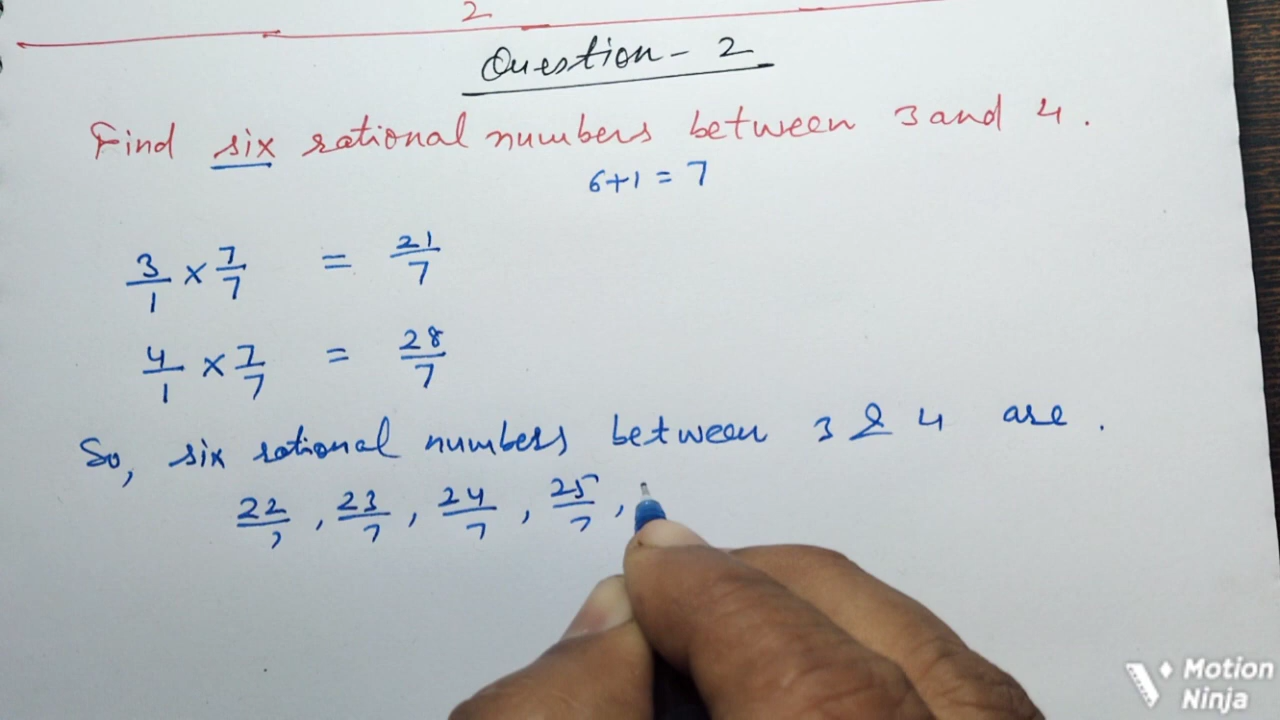 2
Question - 2
Find six rational numbers between 3 and 4.
6+1 = 7
3/1 × 7/7 = 21/7
4/1 × 7/7 = 28/7
So, six rational numbers between 3 & 4 are.
22/7, 23/7, 24/7, 25/7,
Motion
Ninja